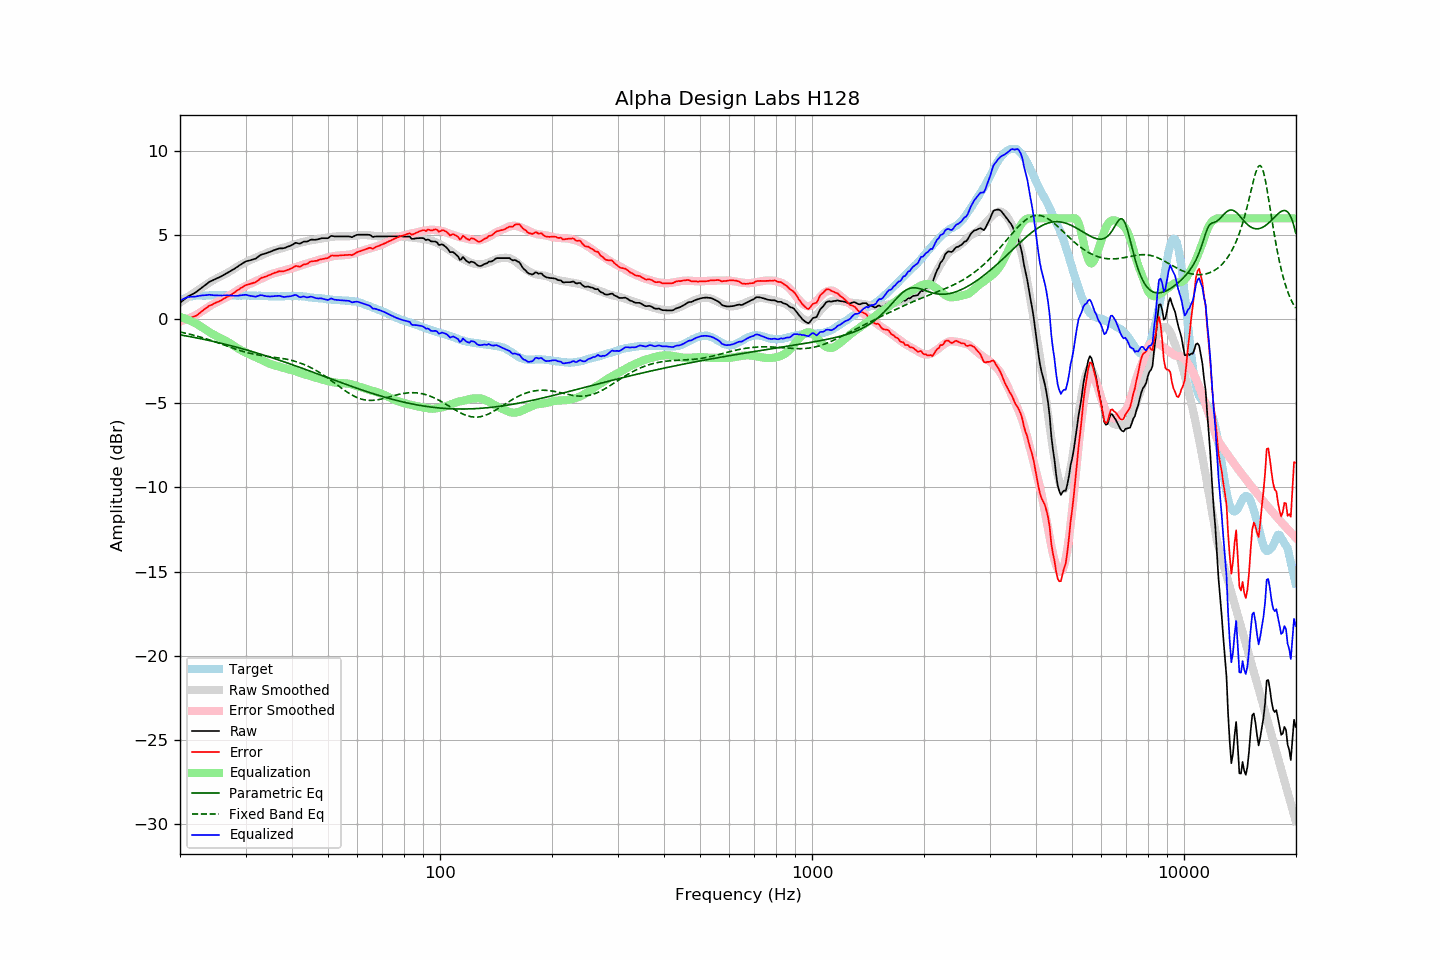 Alpha Design Labs H128
Amplitude (dBr)
10
5
0
−5
−10
−15
−20
−25
−30
Target
Raw Smoothed
Error Smoothed
Raw
Error
Equalization
Parametric Eq
Fixed Band Eq
Equalized
100
1000
10000
Frequency (Hz)